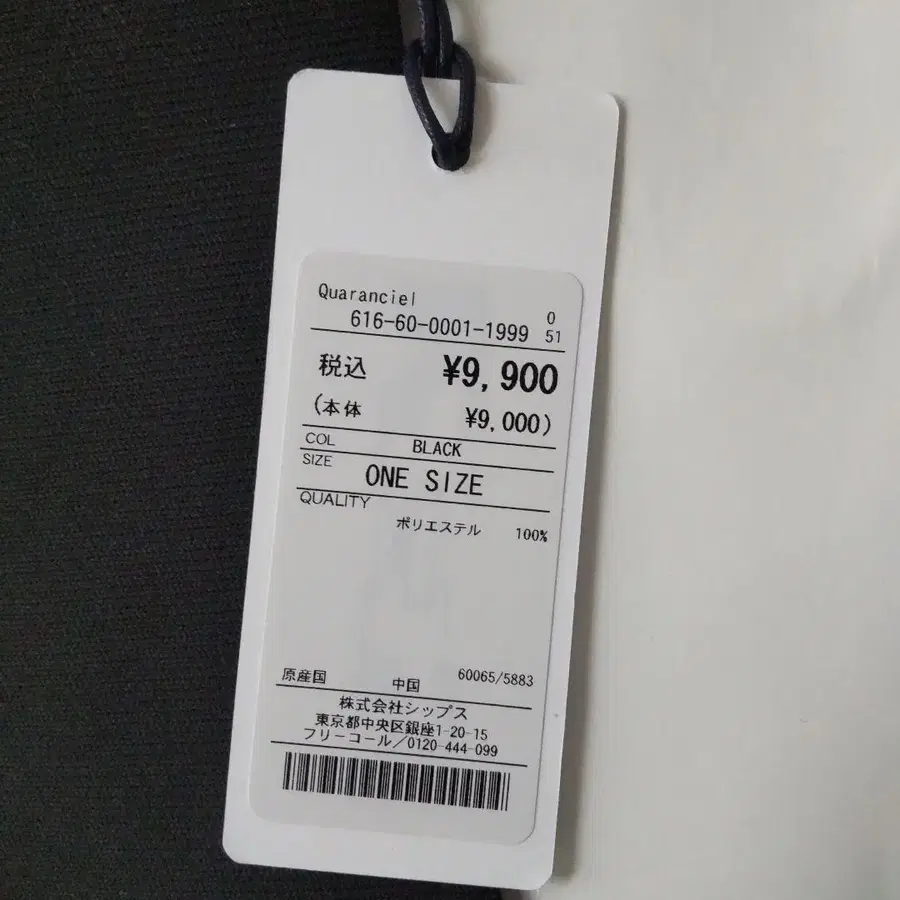 Quaranciel
0
616-60-0001-1999 51
税込 ¥9,900
(本体 ¥9,000)
COL BLACK
SIZE ONE SIZE
QUALITY
ポリエステル 100%
原産国 中国 60065/5883
株式会社シップス
東京都中央区銀座1-20-15
フリーコール/0120-444-099